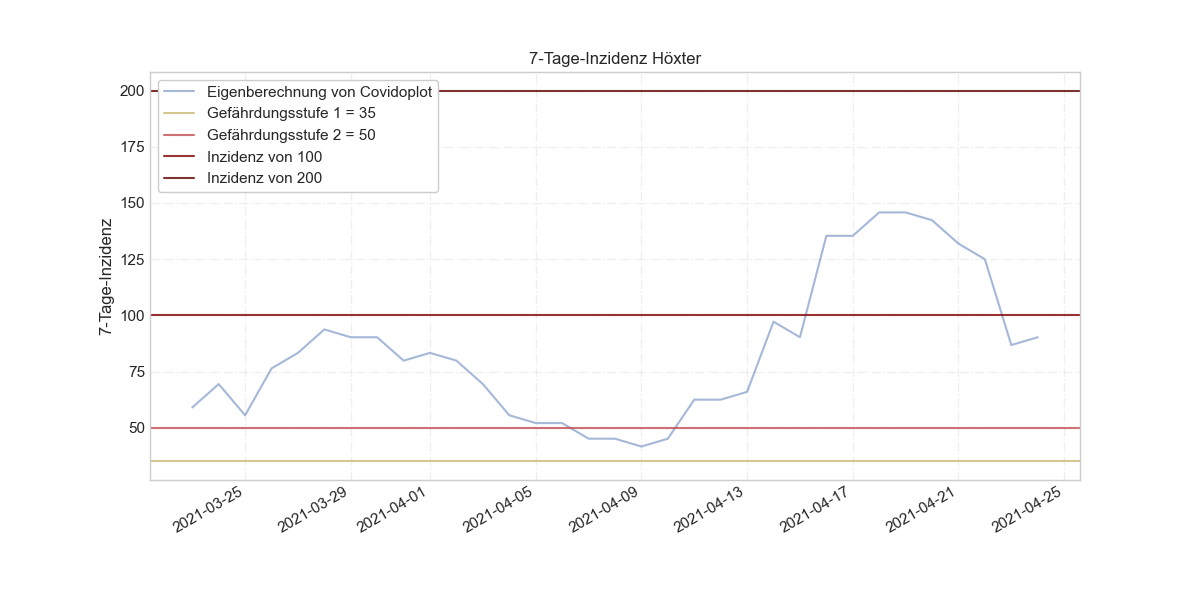 7-Tage-Inzidenz Höxter
Eigenberechnung von Covidoplot
Gefährdungsstufe 1 = 35
Gefährdungsstufe 2 = 50
Inzidenz von 100
Inzidenz von 200
7-Tage-Inzidenz
200
175
150
125
100
75
50
2021-03-25
2021-03-29
2021-04-01
2021-04-05
2021-04-09
2021-04-13
2021-04-17
2021-04-21
2021-04-25